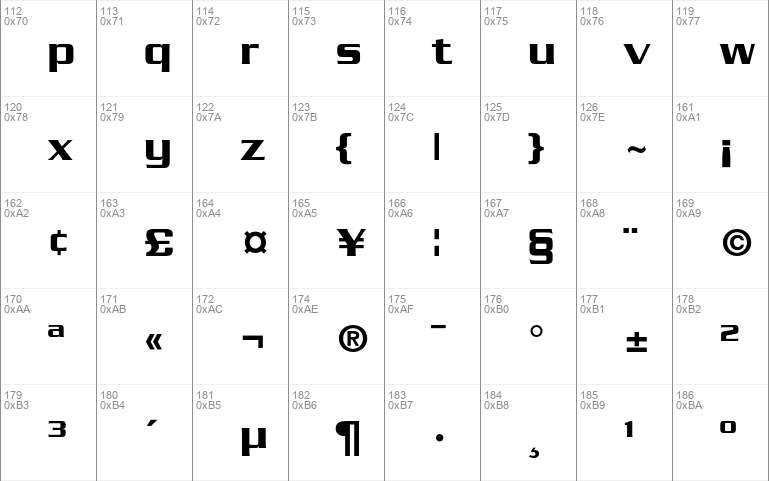 112 113 114 115 116 117 118 119
0x70 0x71 0x72 0x73 0x74 0x75 0x76 0x77
p q r s t u v w
120 121 122 123 124 125 126 161
0x78 0x79 0x7A 0x7B 0x7C 0x7D 0x7E 0xA1
x y z { | } ~ ¡
162 163 164 165 166 167 168 169
0xA2 0xA3 0xA4 0xA5 0xA6 0xA7 0xA8 0xA9
¢ £ ¤ ¥ ¦ § ¨ ©
170 171 172 174 175 176 177 178
0xAA 0xAB 0xAC 0xAE 0xAF 0xB0 0xB1 0xB2
ª « ¬ ® ¯ ° ± ²
179 180 181 182 183 184 185 186
0xB3 0xB4 0xB5 0xB6 0xB7 0xB8 0xB9 0xBA
³ ´ µ ¶ · ¸ ¹ º